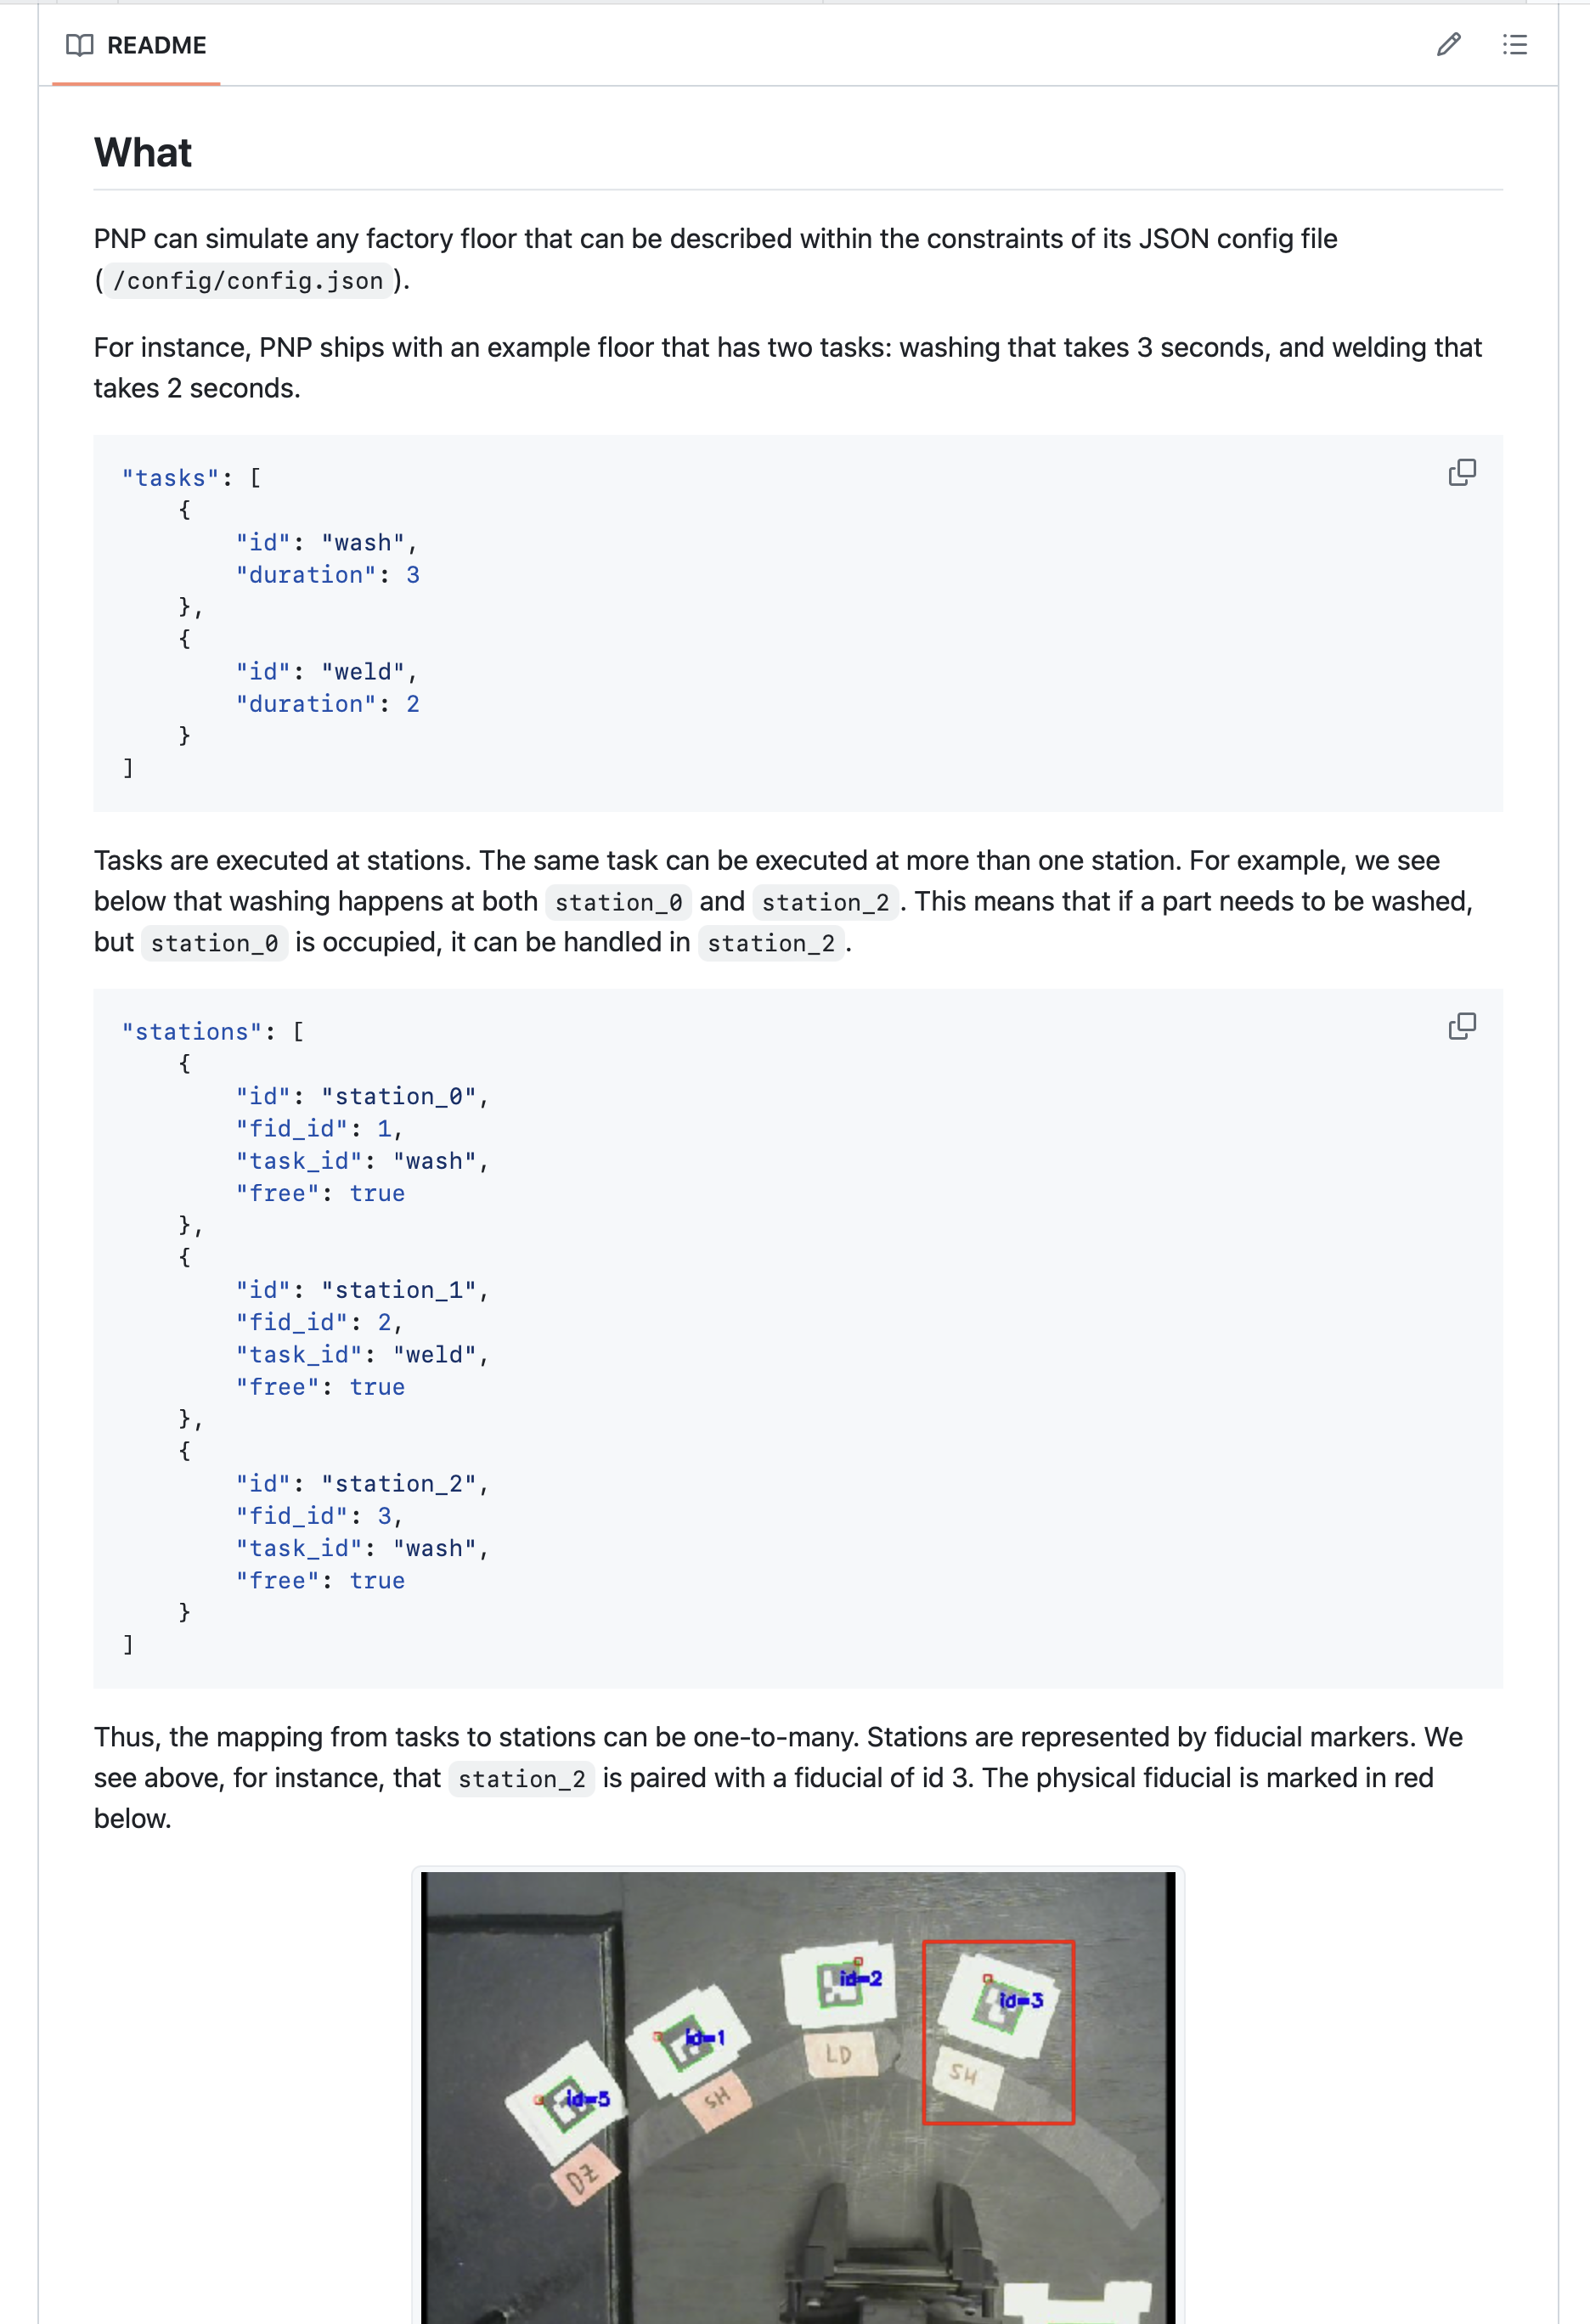 README
What
PNP can simulate any factory floor that can be described within the constraints of its JSON config file
( /config/config.json ).
For instance, PNP ships with an example floor that has two tasks: washing that takes 3 seconds, and welding that
takes 2 seconds.
"tasks": [
    {
        "id": "wash",
        "duration": 3
    },
    {
        "id": "weld",
        "duration": 2
    }
]
Tasks are executed at stations. The same task can be executed at more than one station. For example, we see
below that washing happens at both station_0 and station_2 . This means that if a part needs to be washed,
but station_0 is occupied, it can be handled in station_2 .
"stations": [
    {
        "id": "station_0",
        "fid_id": 1,
        "task_id": "wash",
        "free": true
    },
    {
        "id": "station_1",
        "fid_id": 2,
        "task_id": "weld",
        "free": true
    },
    {
        "id": "station_2",
        "fid_id": 3,
        "task_id": "wash",
        "free": true
    }
]
Thus, the mapping from tasks to stations can be one-to-many. Stations are represented by fiducial markers. We
see above, for instance, that station_2 is paired with a fiducial of id 3. The physical fiducial is marked in red
below.
id=2
id=3
id=1
LD
SH
id=5
SH
DZ